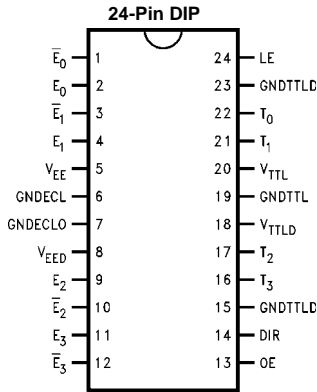 24-Pin DIP
E̅0 1 24 LE
E0 2 23 GNDTTLD
E̅1 3 22 T0
E1 4 21 T1
VEE 5 20 VTTL
GNDECL 6 19 GNDTTL
GNDECLO 7 18 VTTLD
VEED 8 17 T2
E2 9 16 T3
E̅2 10 15 GNDTTLD
E3 11 14 DIR
E̅3 12 13 OE